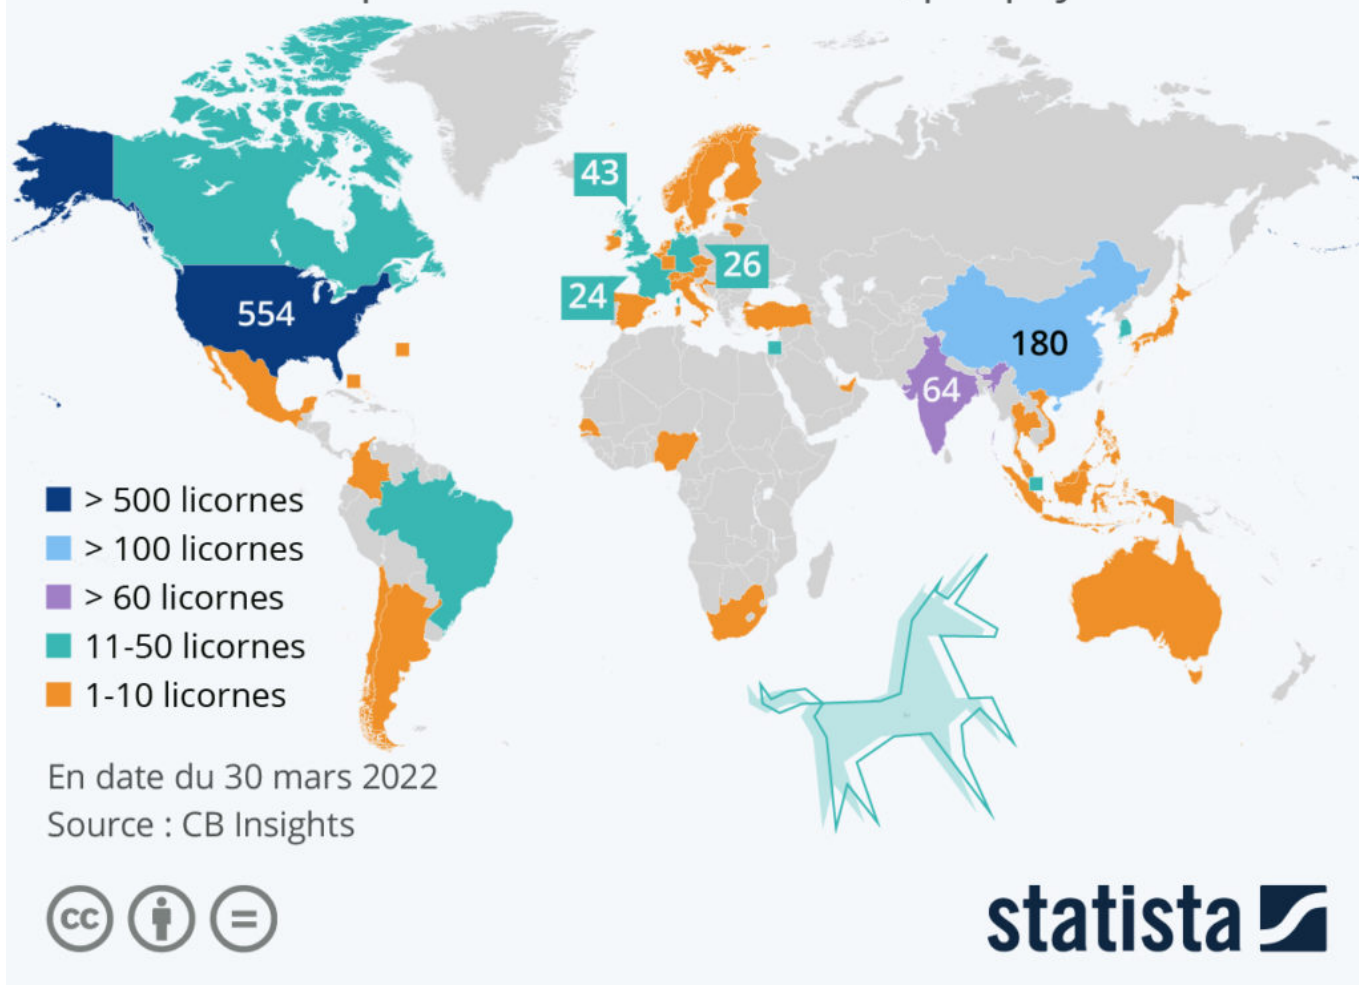 43
26
24
554
180
64
> 500 licornes
> 100 licornes
> 60 licornes
11-50 licornes
1-10 licornes
En date du 30 mars 2022
Source : CB Insights
cc
=
statista